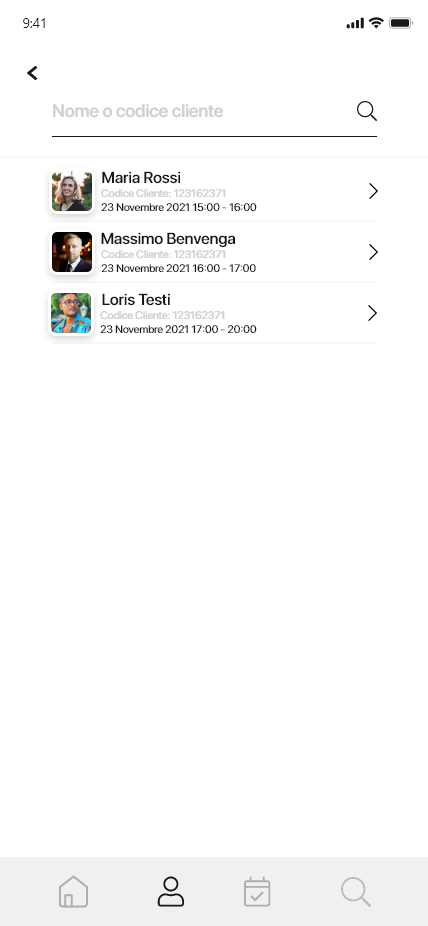 9:41
Nome o codice cliente
Maria Rossi
Codice Cliente: 123162371
23 Novembre 2021 15:00 - 16:00
Massimo Benvenga
Codice Cliente: 123162371
23 Novembre 2021 16:00 - 17:00
Loris Testi
Codice Cliente: 123162371
23 Novembre 2021 17:00 - 20:00